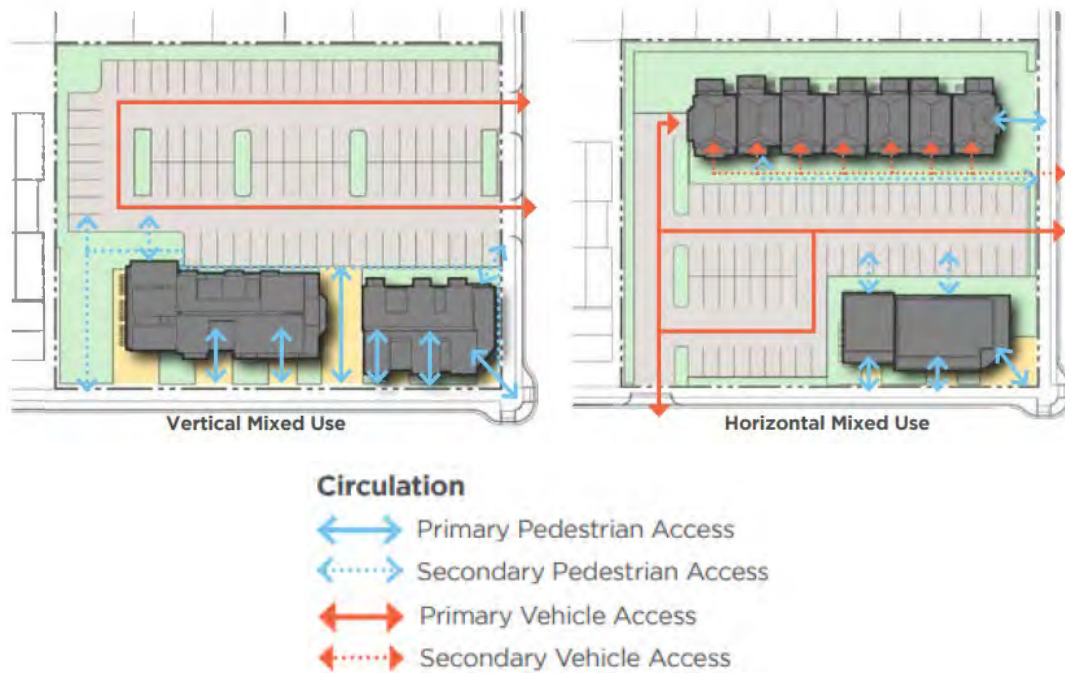 Vertical Mixed Use
Horizontal Mixed Use
Circulation
Primary Pedestrian Access
Secondary Pedestrian Access
Primary Vehicle Access
Secondary Vehicle Access